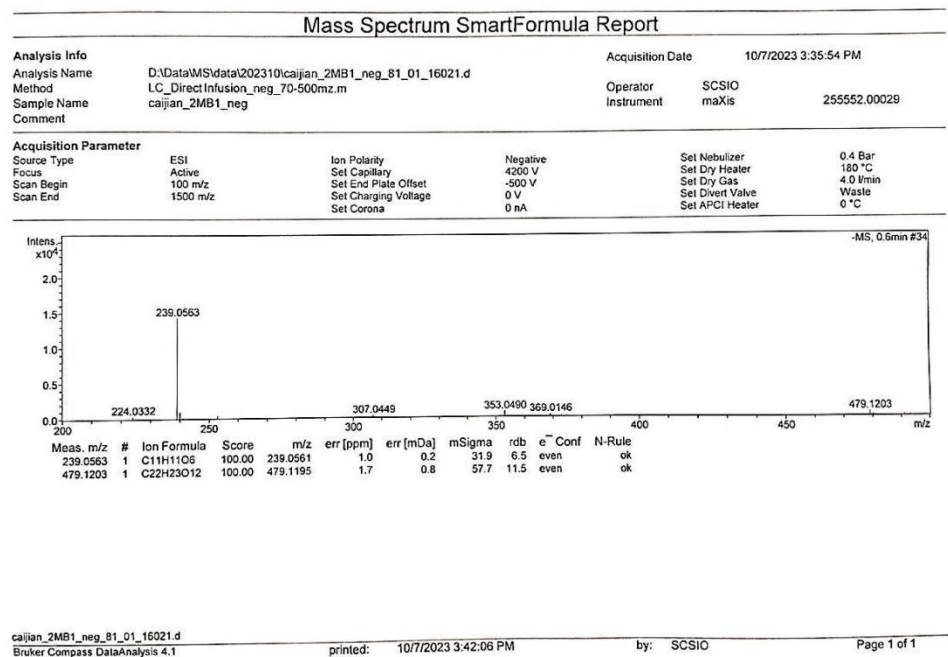 Mass Spectrum SmartFormula Report
Analysis Info Acquisition Date 10/7/2023 3:35:54 PM
Analysis Name D:\Data\MS\data\202310\caijian_2MB1_neg_81_01_16021.d
Method LC_Direct Infusion_neg_70-500mz.m Operator SCSIO
Sample Name caijian_2MB1_neg Instrument maXis 255552.00029
Comment
Acquisition Parameter
Source Type ESI Ion Polarity Negative Set Nebulizer 0.4 Bar
Focus Active Set Capillary 4200 V Set Dry Heater 180 °C
Scan Begin 100 m/z Set End Plate Offset -500 V Set Dry Gas 4.0 l/min
Scan End 1500 m/z Set Charging Voltage 0 V Set Divert Valve Waste
Set Corona 0 nA Set APCI Heater 0 °C
Intens. -MS, 0.6min #34
x10⁴
2.0
1.5 239.0563
1.0
0.5
224.0332 307.0449 353.0490 369.0146 479.1203
0.0
200 250 300 350 400 450 m/z
Meas. m/z # Ion Formula Score m/z err [ppm] err [mDa] mSigma rdb e⁻ Conf N-Rule
239.0563 1 C11H11O6 100.00 239.0561 1.0 0.2 31.9 6.5 even ok
479.1203 1 C22H23O12 100.00 479.1195 1.7 0.8 57.7 11.5 even ok
caijian_2MB1_neg_81_01_16021.d
Bruker Compass DataAnalysis 4.1 printed: 10/7/2023 3:42:06 PM by: SCSIO Page 1 of 1